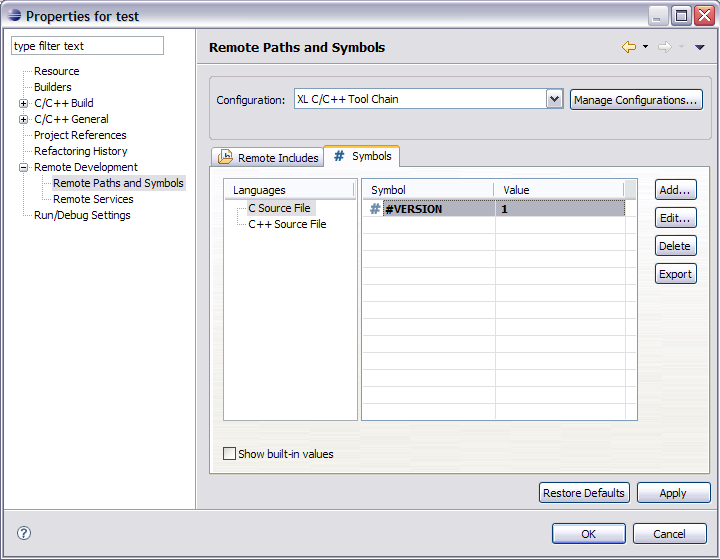 Properties for test
type filter text
Resource
Builders
C/C++ Build
C/C++ General
Project References
Refactoring History
Remote Development
Remote Paths and Symbols
Remote Services
Run/Debug Settings
Remote Paths and Symbols
Configuration: XL C/C++ Tool Chain Manage Configurations...
Remote Includes # Symbols
Languages
C Source File
C++ Source File
Symbol Value
# #VERSION 1
Add...
Edit...
Delete
Export
Show built-in values
Restore Defaults Apply
? OK Cancel